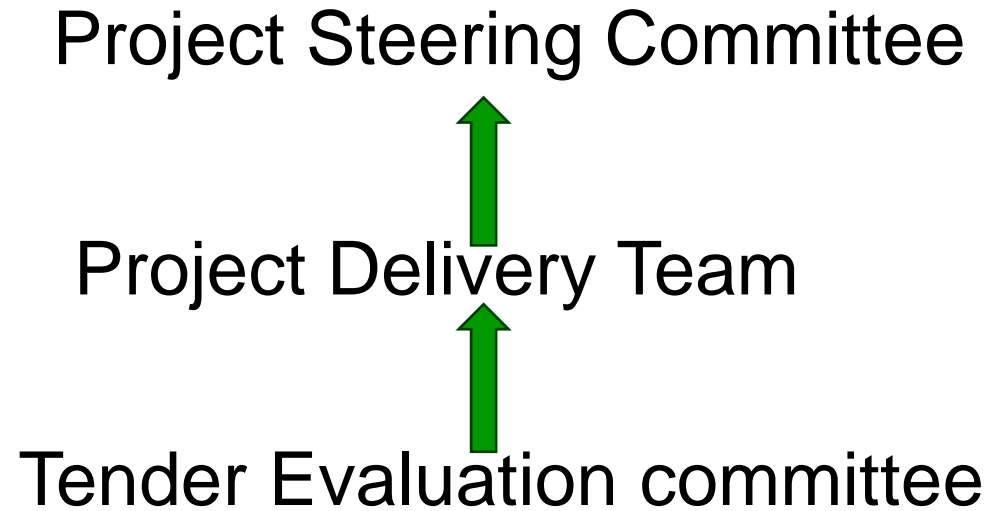 Project Steering Committee
Project Delivery Team
Tender Evaluation committee